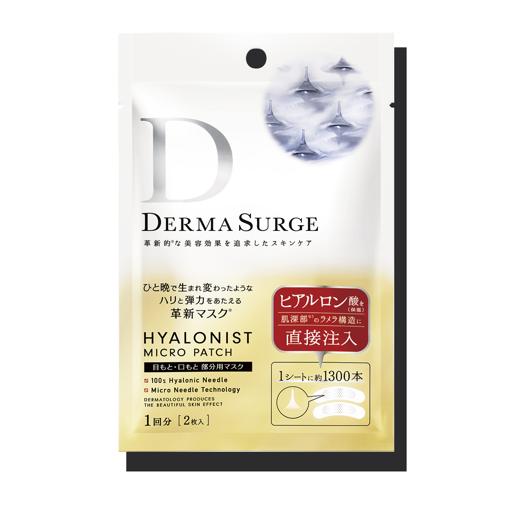 D
DERMA SURGE
革新的な美容効果を追求したスキンケア
ひと晩で生まれ変わったような
ハリと弾力をあたえる
革新マスク
HYALONIST
MICRO PATCH
目もと・口もと 部分用マスク
100% Hyalonic Needle
Micro Needle Technology
DERMATOLOGY PRODUCES
THE BEAUTIFUL SKIN EFFECT
1回分 [2枚入]
ヒアルロン酸を
(保湿)
肌深部のラメラ構造に
直接注入
1シートに約1300本